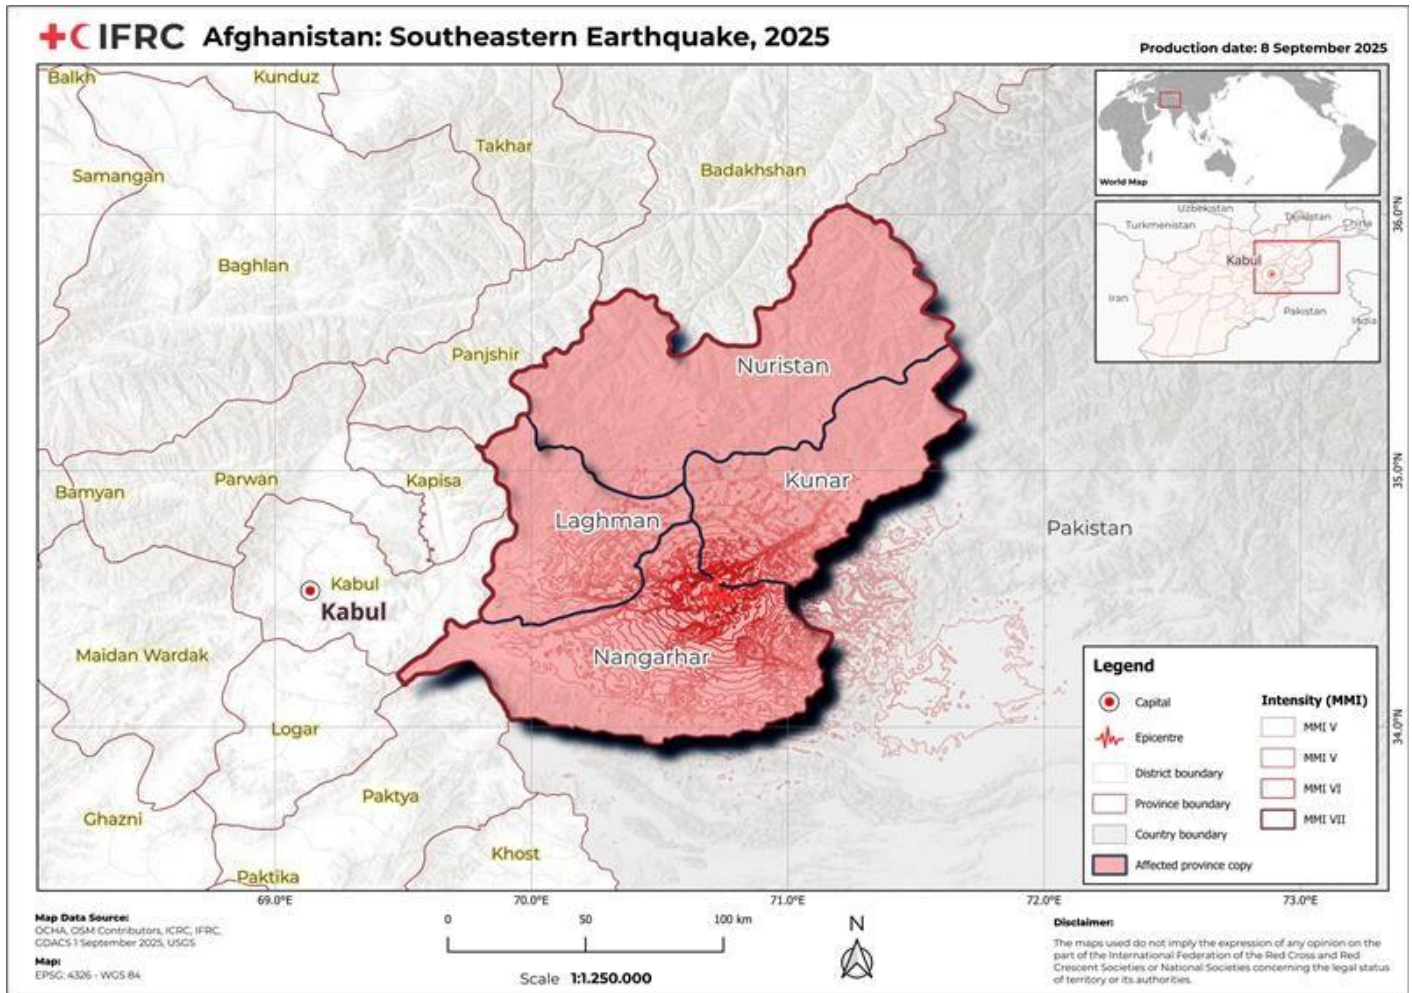 IFRC Afghanistan: Southeastern Earthquake, 2025
Production date: 8 September 2025
Balkh
Kunduz
Takhar
Badakhshan
Samangan
Baghlan
Panjshir
Nuristan
Parwan
Kapisa
Bamyan
Kunar
Laghman
Pakistan
Kabul
Kabul
Maidan Wardak
Nangarhar
Logar
Paktya
Ghazni
Khost
Paktika
World Map
Uzbekistan
Turkmenistan
Tajikistan
China
Kabul
Iran
Pakistan
India
36.0°N
35.0°N
34.0°N
69.0°E
70.0°E
71.0°E
72.0°E
73.0°E
Legend
Capital
Epicentre
District boundary
Province boundary
Country boundary
Affected province copy
Intensity (MMI)
MMI V
MMI V
MMI VI
MMI VII
Map Data Source:
OCHA, OSM Contributors, ICRC, IFRC,
GDACS 1 September 2025, USGS
Map:
EPSG: 4326 - WGS 84
0 50 100 km
Scale 1:1.250.000
N
Disclaimer:
The maps used do not imply the expression of any opinion on the
part of the International Federation of the Red Cross and Red
Crescent Societies or National Societies concerning the legal status
of territory or its authorities.